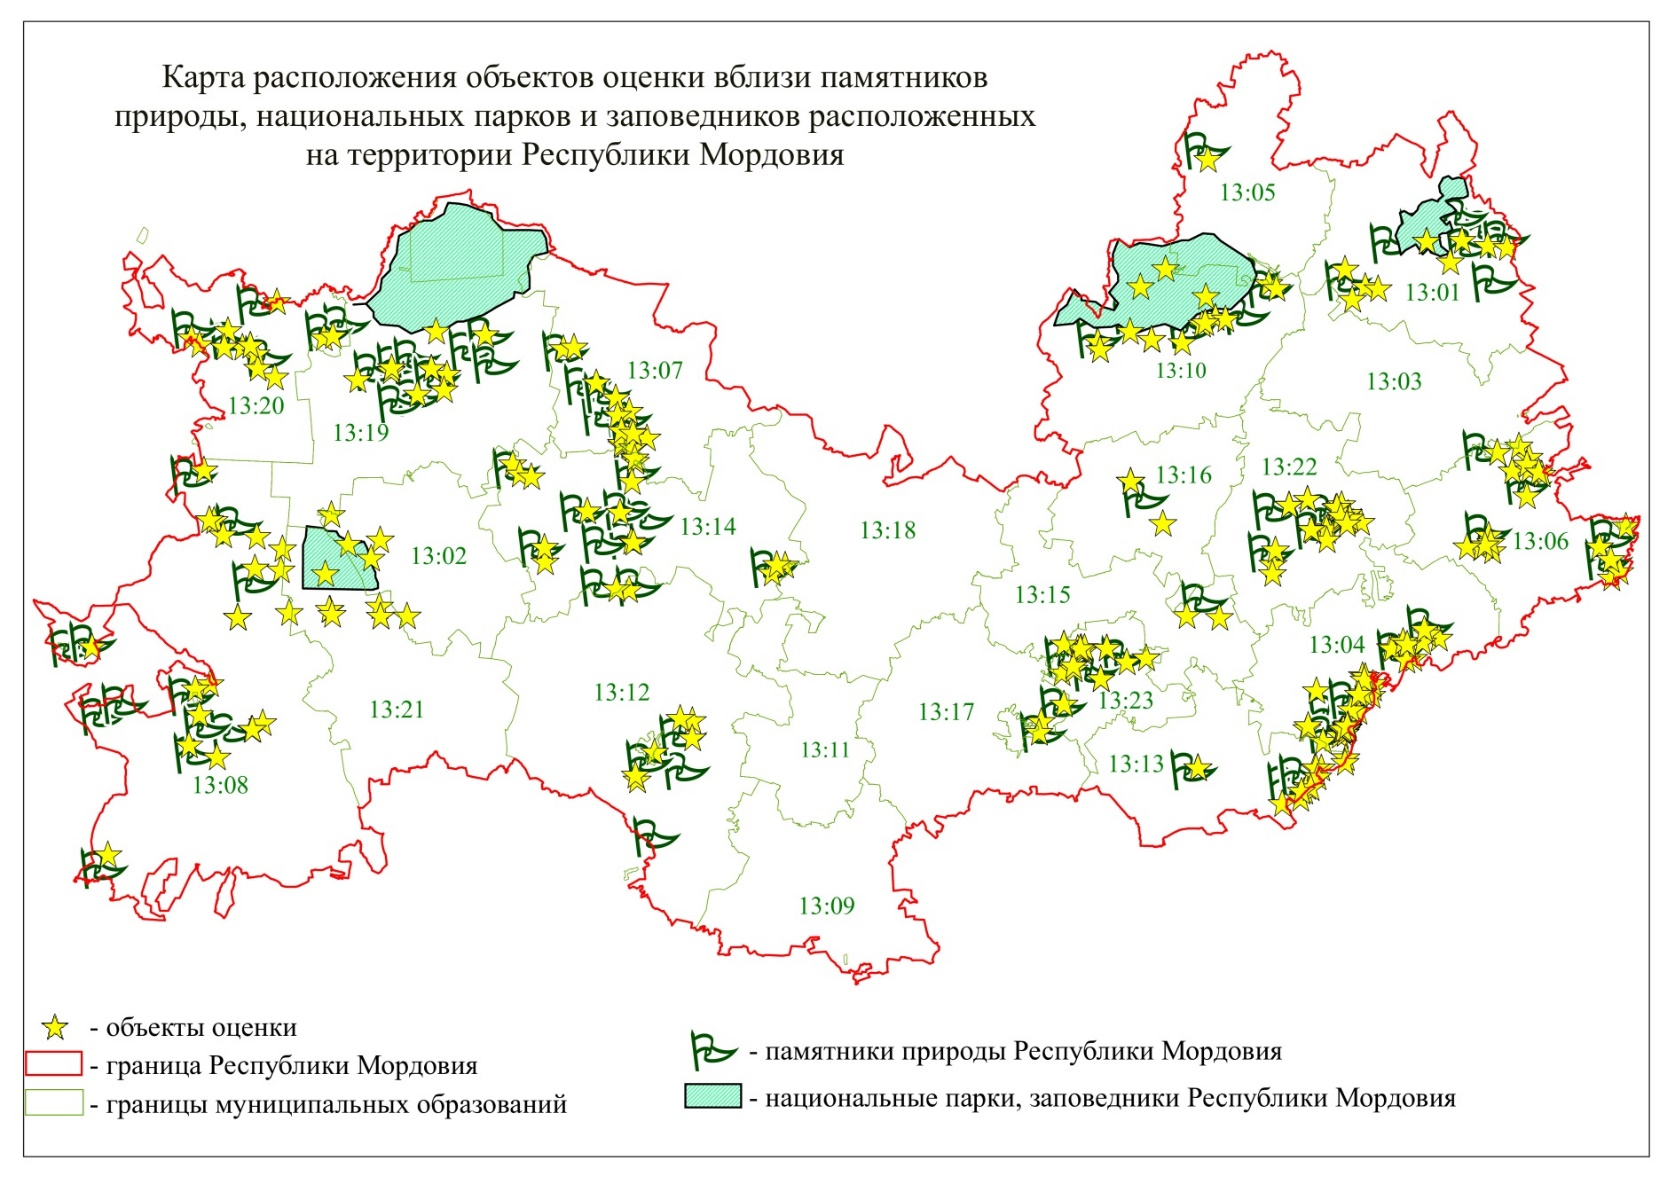 Карта расположения объектов оценки вблизи памятников
природы, национальных парков и заповедников расположенных
на территории Республики Мордовия
13:05
13:01
13:07
13:10
13:03
13:20
13:19
13:16
13:22
13:14
13:18
13:06
13:02
13:15
13:04
13:12
13:23
13:21
13:17
13:11
13:13
13:08
13:09
- объекты оценки
- граница Республики Мордовия
- границы муниципальных образований
- памятники природы Республики Мордовия
- национальные парки, заповедники Республики Мордовия